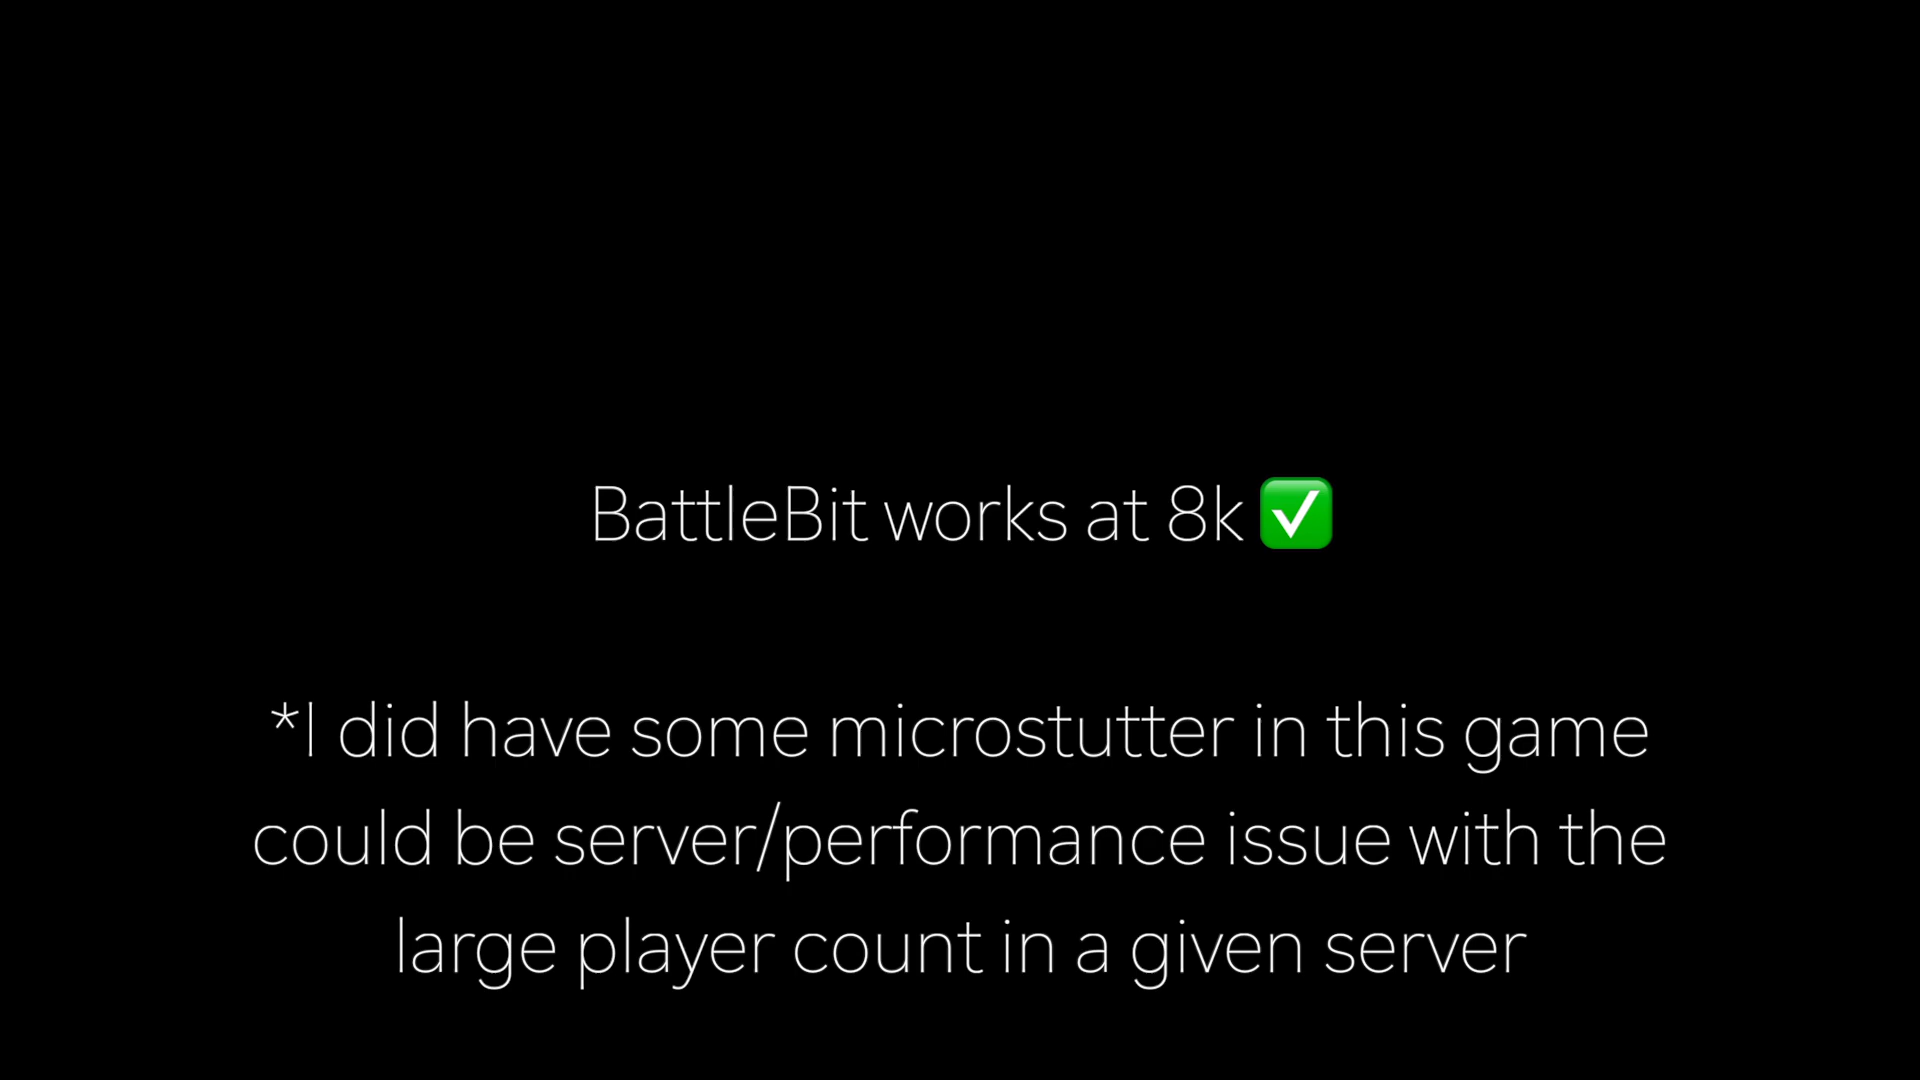 BattleBit works at 8k ✅
*I did have some microstutter in this game
could be server/performance issue with the
large player count in a given server